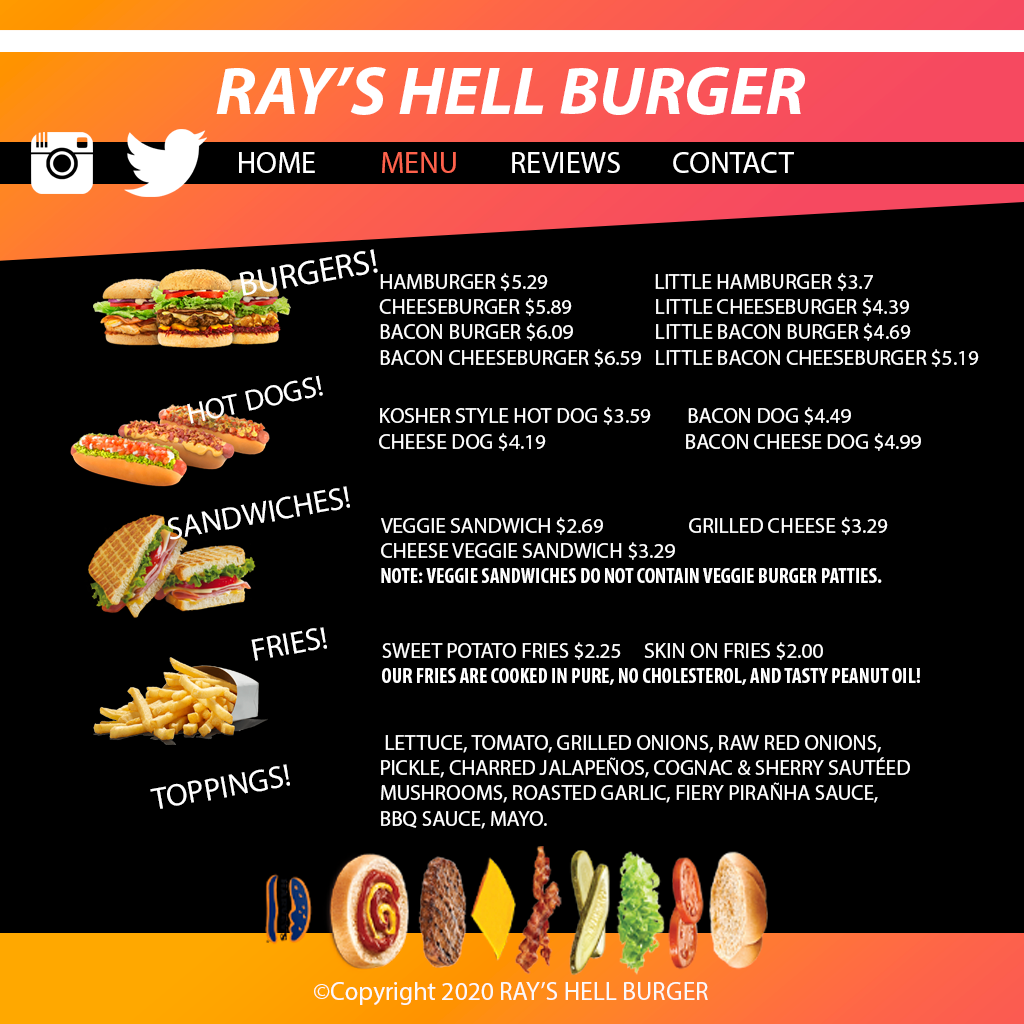 RAY'S HELL BURGER
HOME MENU REVIEWS CONTACT
BURGERS!
HAMBURGER $5.29 LITTLE HAMBURGER $3.7
CHEESEBURGER $5.89 LITTLE CHEESEBURGER $4.39
BACON BURGER $6.09 LITTLE BACON BURGER $4.69
BACON CHEESEBURGER $6.59 LITTLE BACON CHEESEBURGER $5.19
HOT DOGS!
KOSHER STYLE HOT DOG $3.59 BACON DOG $4.49
CHEESE DOG $4.19 BACON CHEESE DOG $4.99
SANDWICHES!
VEGGIE SANDWICH $2.69 GRILLED CHEESE $3.29
CHEESE VEGGIE SANDWICH $3.29
NOTE: VEGGIE SANDWICHES DO NOT CONTAIN VEGGIE BURGER PATTIES.
FRIES!
SWEET POTATO FRIES $2.25 SKIN ON FRIES $2.00
OUR FRIES ARE COOKED IN PURE, NO CHOLESTEROL, AND TASTY PEANUT OIL!
TOPPINGS!
LETTUCE, TOMATO, GRILLED ONIONS, RAW RED ONIONS,
PICKLE, CHARRED JALAPEÑOS, COGNAC & SHERRY SAUTÉED
MUSHROOMS, ROASTED GARLIC, FIERY PIRAÑHA SAUCE,
BBQ SAUCE, MAYO.
©Copyright 2020 RAY'S HELL BURGER